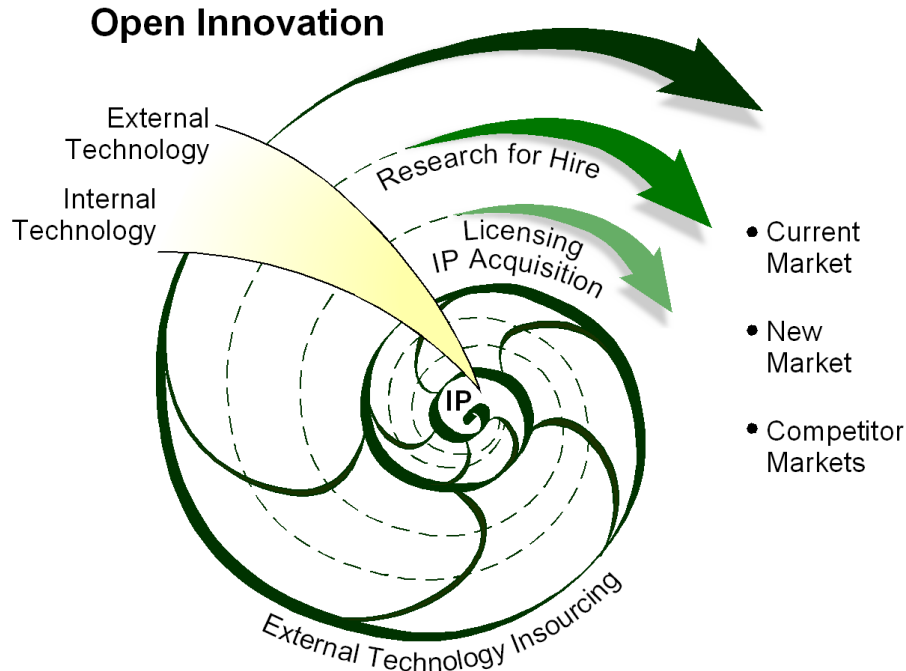 Open Innovation
External
Technology
Internal
Technology
Research for Hire
Licensing
IP Acquisition
IP
• Current
Market
• New
Market
• Competitor
Markets
External Technology Insourcing